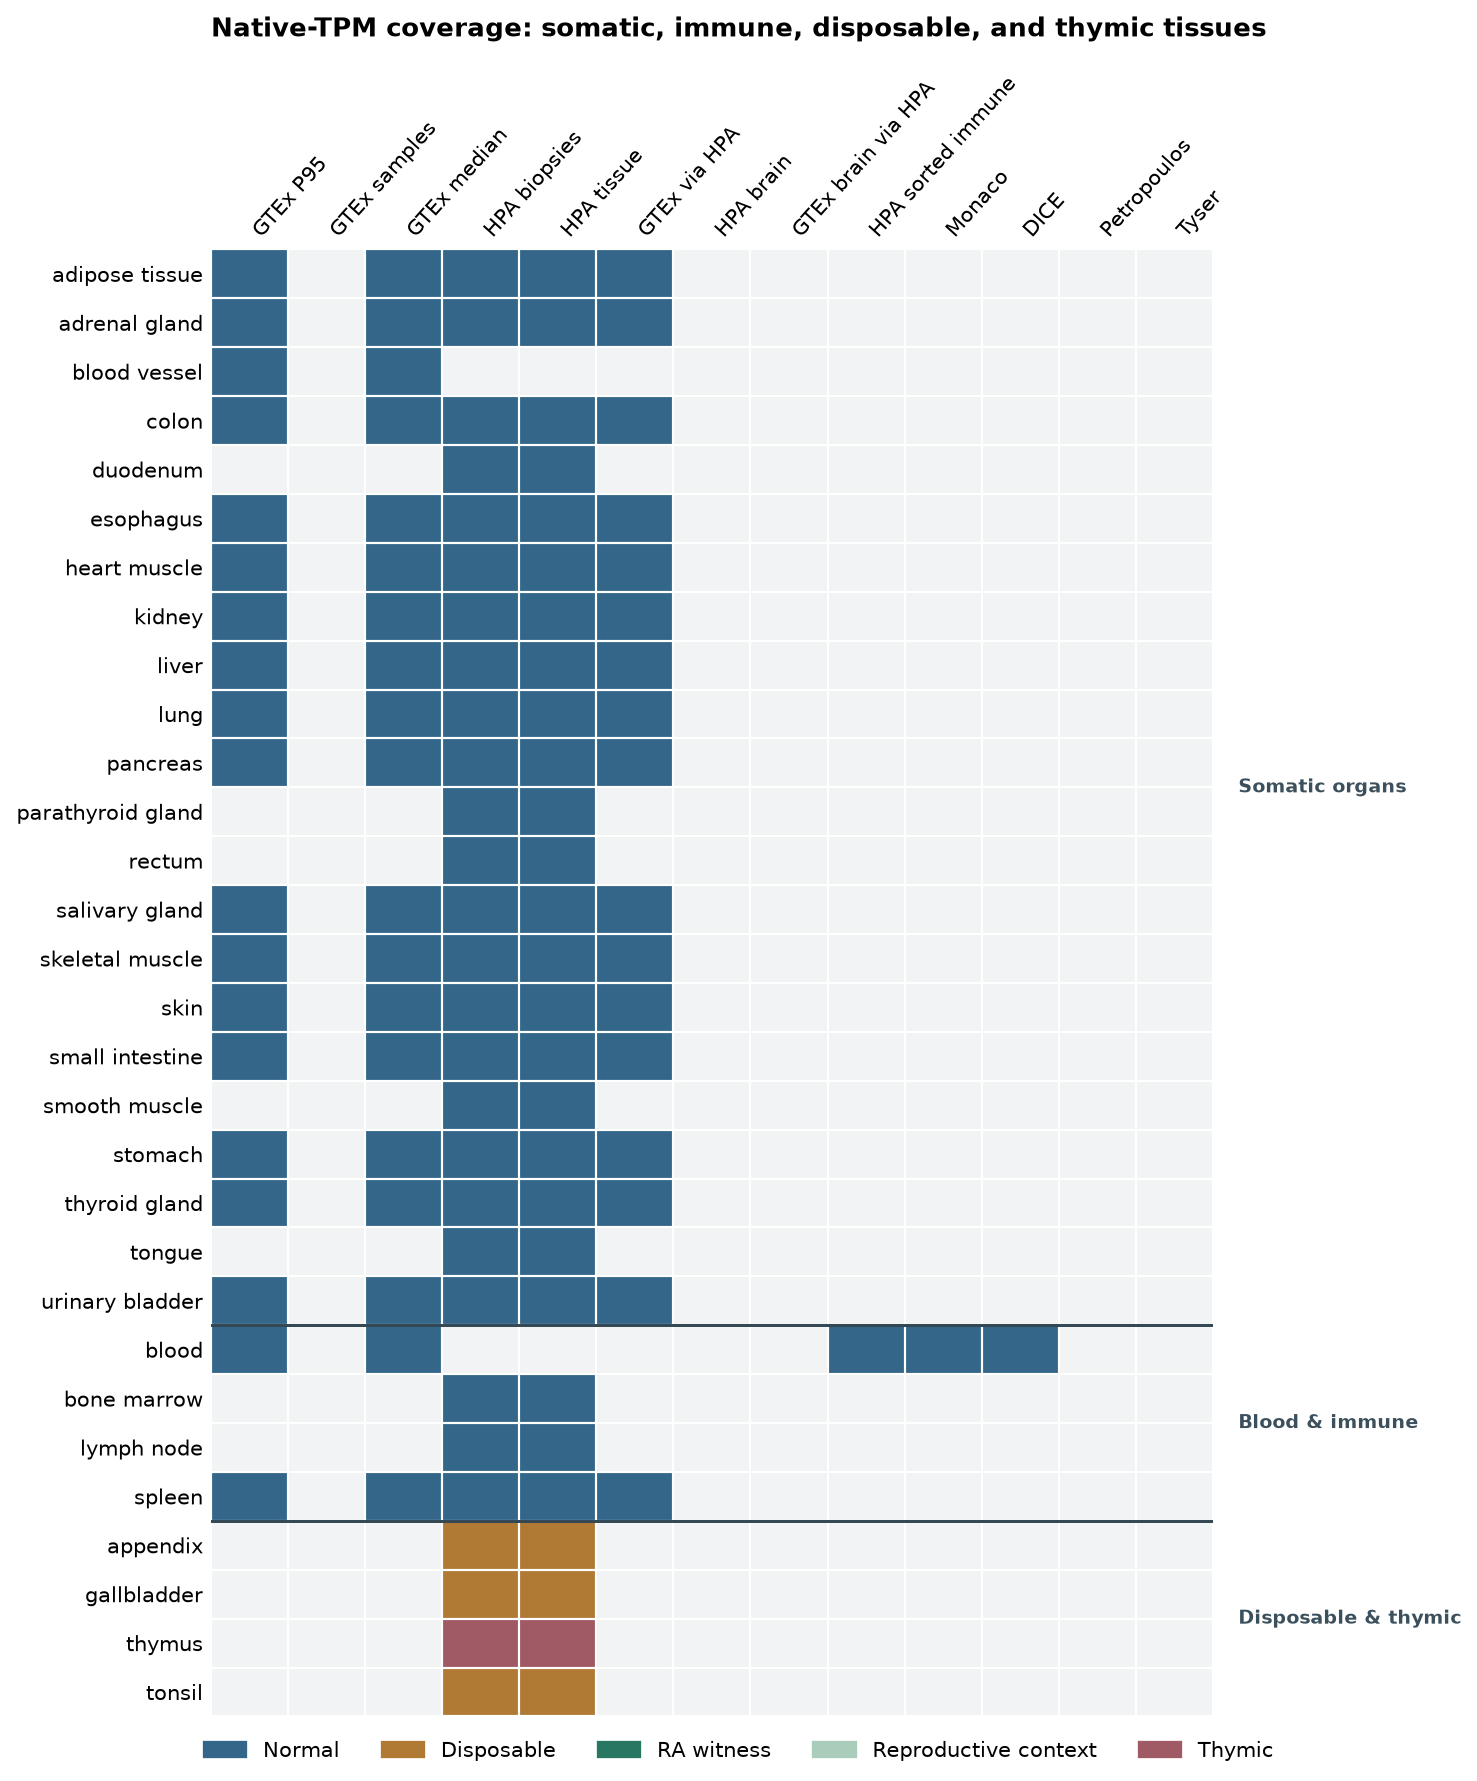 Native-TPM coverage: somatic, immune, disposable, and thymic tissues
GTEx P95
GTEx samples
GTEx median
HPA biopsies
HPA tissue
GTEx via HPA
HPA brain
GTEx brain via HPA
HPA sorted immune
Monaco
DICE
Petropoulos
Tyser
adipose tissue
adrenal gland
blood vessel
colon
duodenum
esophagus
heart muscle
kidney
liver
lung
pancreas
parathyroid gland
rectum
salivary gland
skeletal muscle
skin
small intestine
smooth muscle
stomach
thyroid gland
tongue
urinary bladder
Somatic organs
blood
bone marrow
lymph node
spleen
Blood & immune
appendix
gallbladder
thymus
tonsil
Disposable & thymic
Normal
Disposable
RA witness
Reproductive context
Thymic